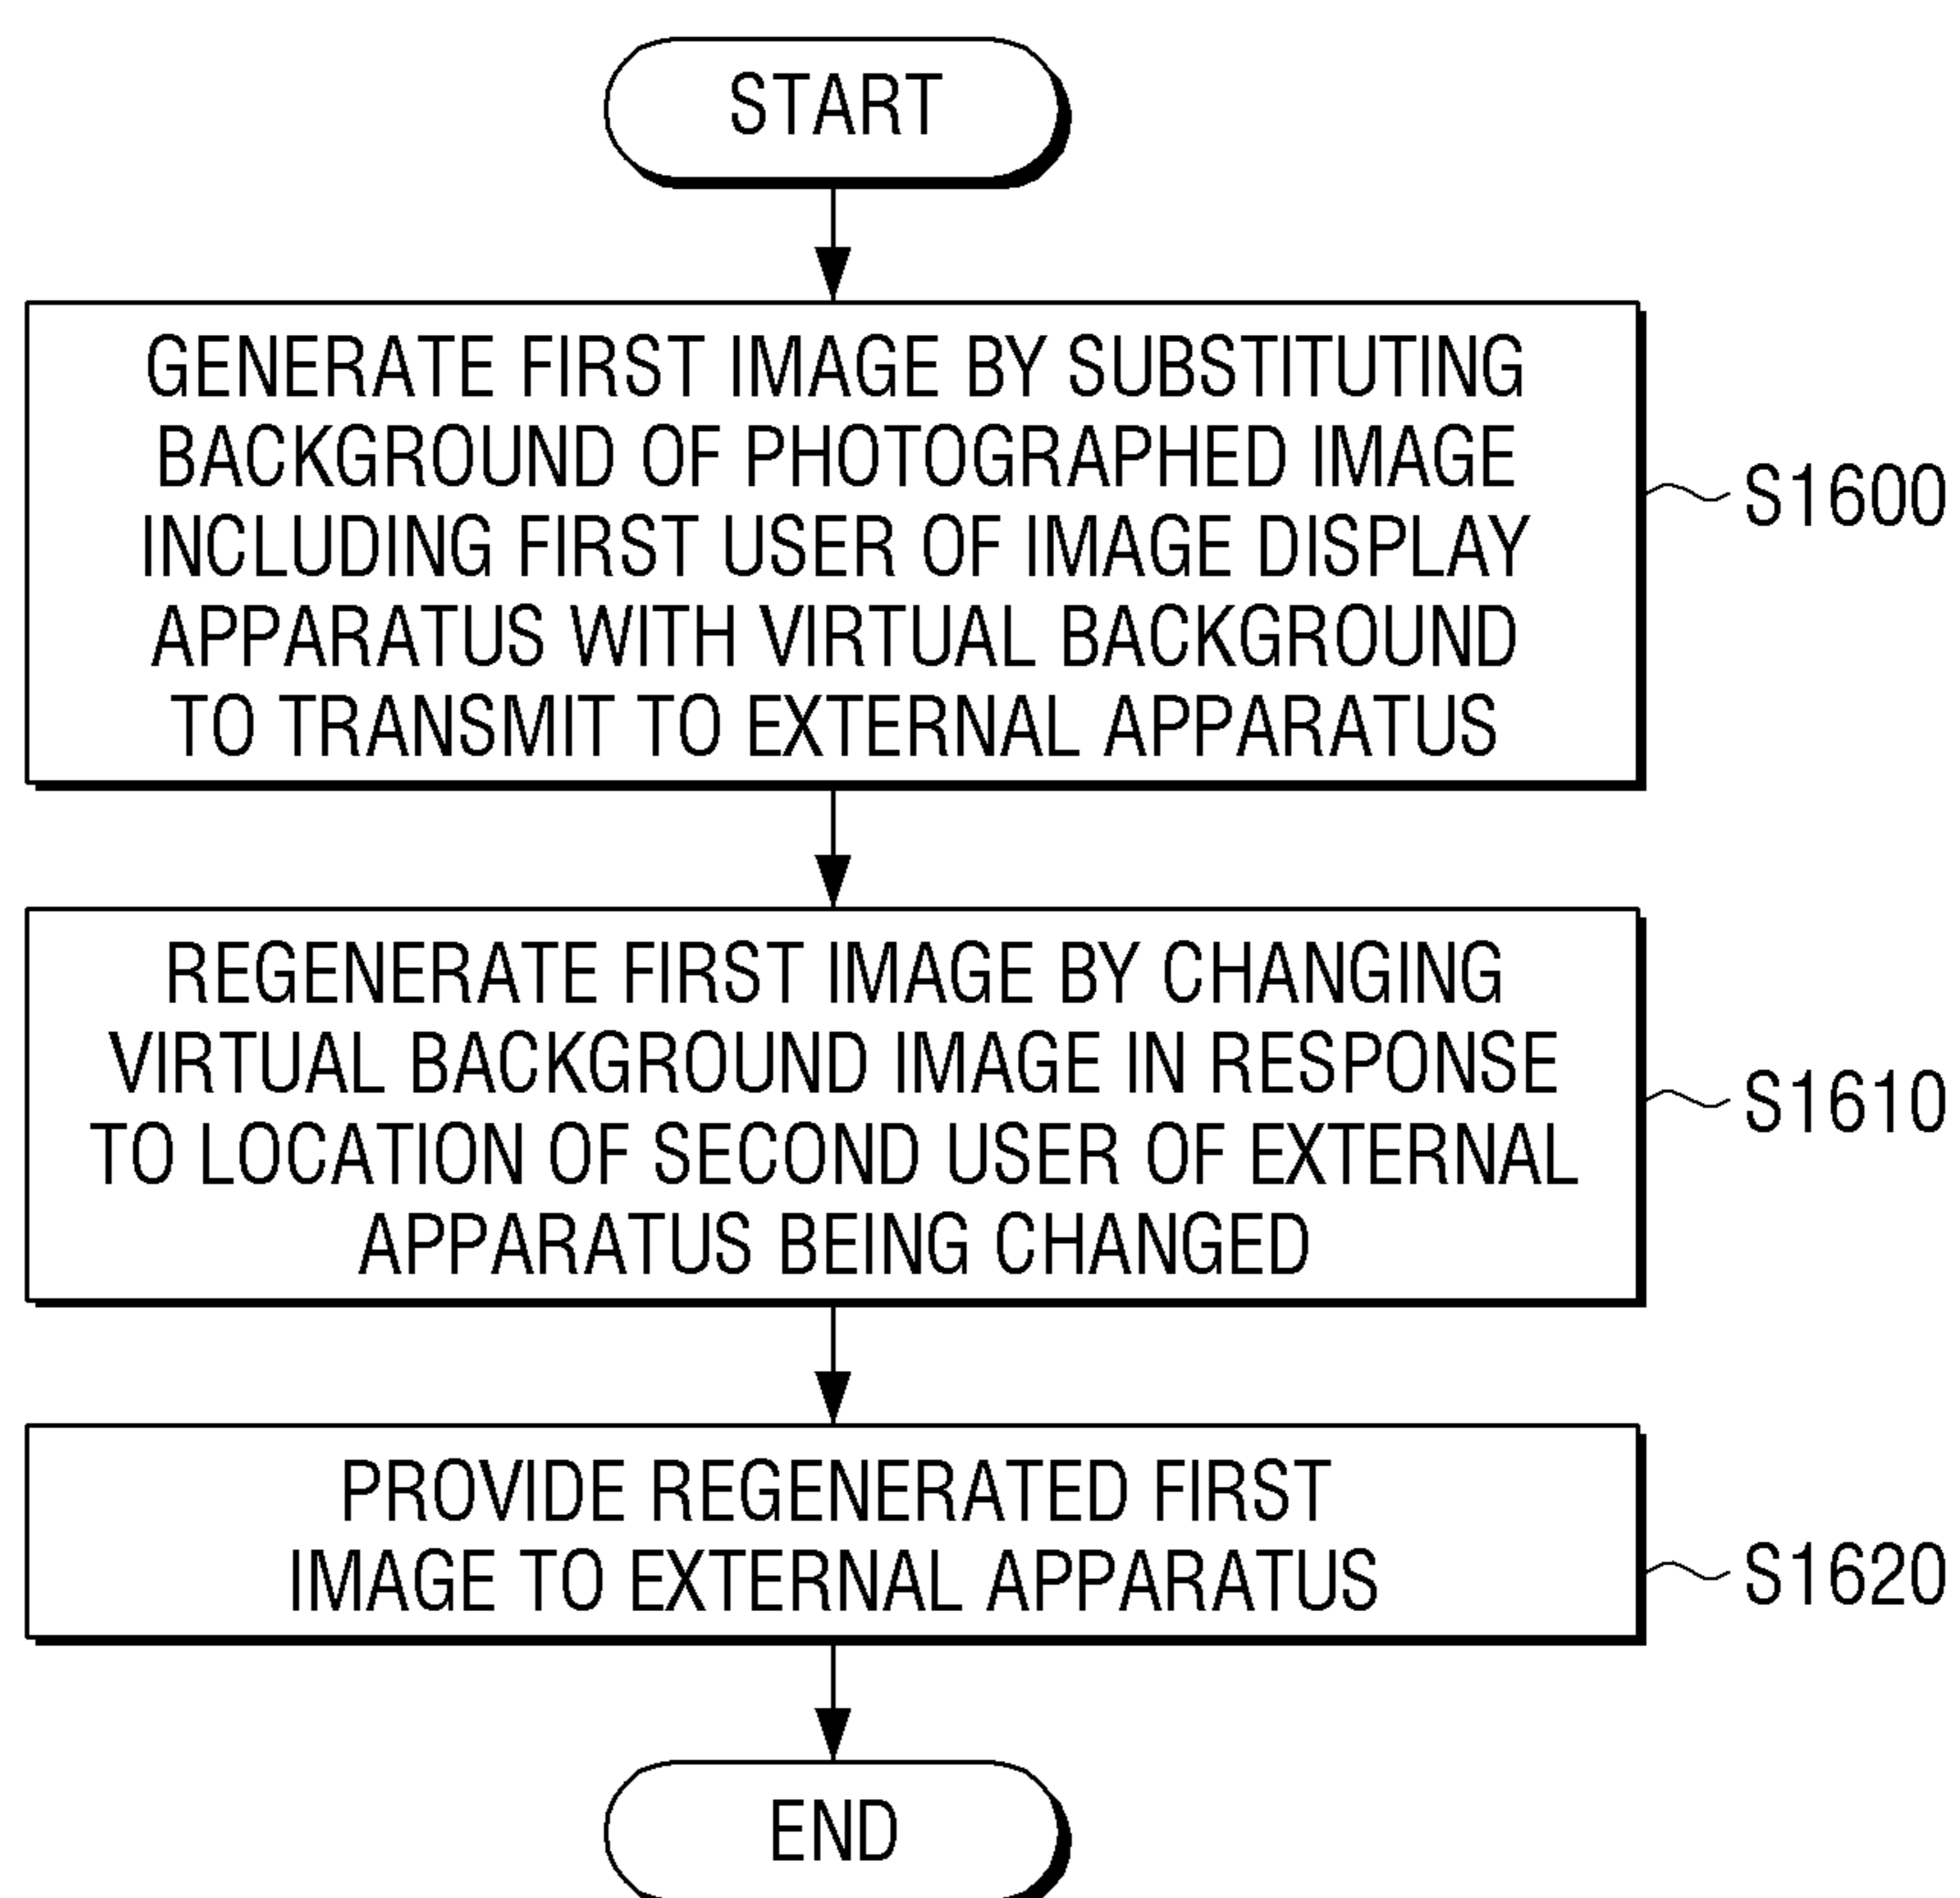 START
GENERATE FIRST IMAGE BY SUBSTITUTING
BACKGROUND OF PHOTOGRAPHED IMAGE
INCLUDING FIRST USER OF IMAGE DISPLAY
APPARATUS WITH VIRTUAL BACKGROUND
TO TRANSMIT TO EXTERNAL APPARATUS
S1600
REGENERATE FIRST IMAGE BY CHANGING
VIRTUAL BACKGROUND IMAGE IN RESPONSE
TO LOCATION OF SECOND USER OF EXTERNAL
APPARATUS BEING CHANGED
S1610
PROVIDE REGENERATED FIRST
IMAGE TO EXTERNAL APPARATUS
S1620
END